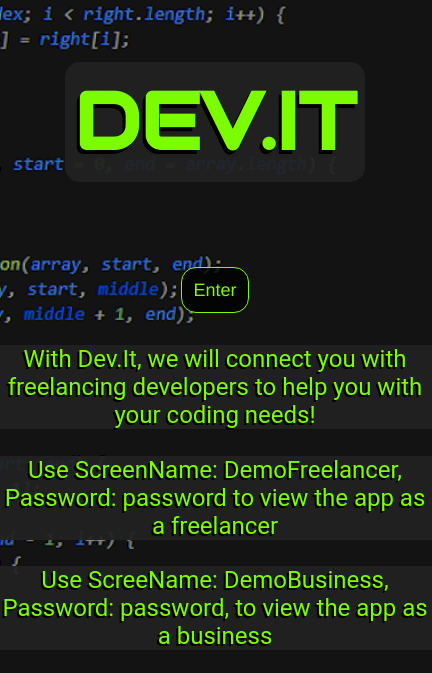 dex; i < right.length; i++) {
] = right[i];
DEV.IT
, start = 0, end = array.length) {
on(array, start, end);
y, start, middle);
Enter
y, middle + 1, end);
With Dev.It, we will connect you with
freelancing developers to help you with
your coding needs!
Use ScreenName: DemoFreelancer,
Password: password to view the app as
a freelancer
nd - 1; i++) {
{
Use ScreeName: DemoBusiness,
Password: password, to view the app as
a business